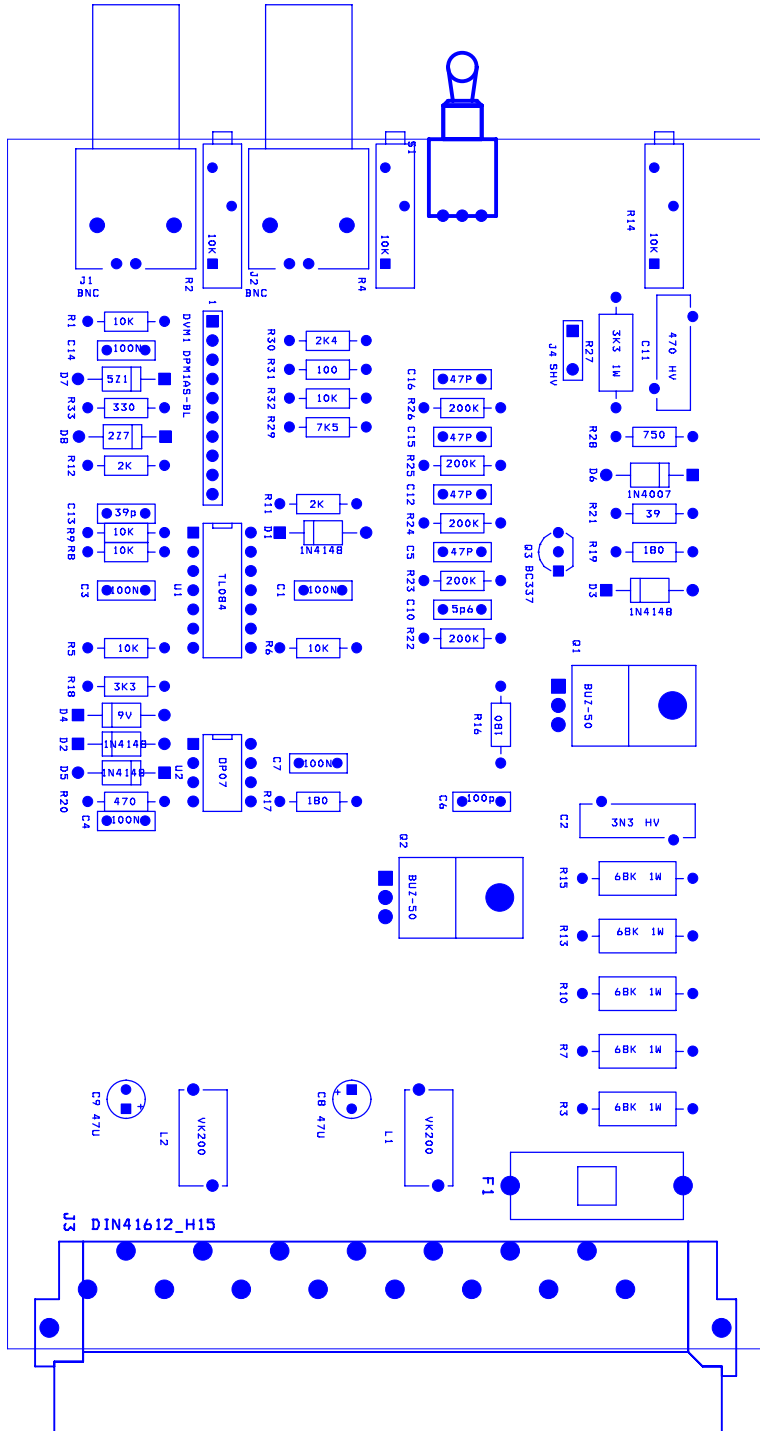 S1
10K
10K
R14
10K
J1
BNC
R2
J2
BNC
R4
1
R1
10K
DVM1 DPM1AS-BL
R30
2K4
J4 SHV
R27
3K3 1W
C11
470 HV
C14
100N
R31
100
D7
5Z1
R32
10K
C16
47P
R33
330
R29
7K5
R26
200K
D8
2Z7
C15
47P
R28
750
R12
2K
R25
200K
D6
1N4007
C12
47P
C13
39p
R11
2K
R24
200K
R21
39
R9
10K
D1
1N4148
R8
10K
C5
47P
Q3 BC337
R19
180
C3
100N
U1
TL084
C1
100N
R23
200K
D3
1N4148
C10
5p6
R5
10K
R6
10K
R22
200K
Q1
BUZ-50
R18
3K3
R16
180
D4
9V
D2
1N4148
D5
1N4148
U2
OP07
C7
100N
R20
470
R17
180
C6
100p
C2
3N3 HV
C4
100N
Q2
BUZ-50
R15
68K 1W
R13
68K 1W
R10
68K 1W
R7
68K 1W
R3
68K 1W
C9 47U
+
L2
VK200
C8 47U
+
L1
VK200
F1
J3 DIN41612_H15